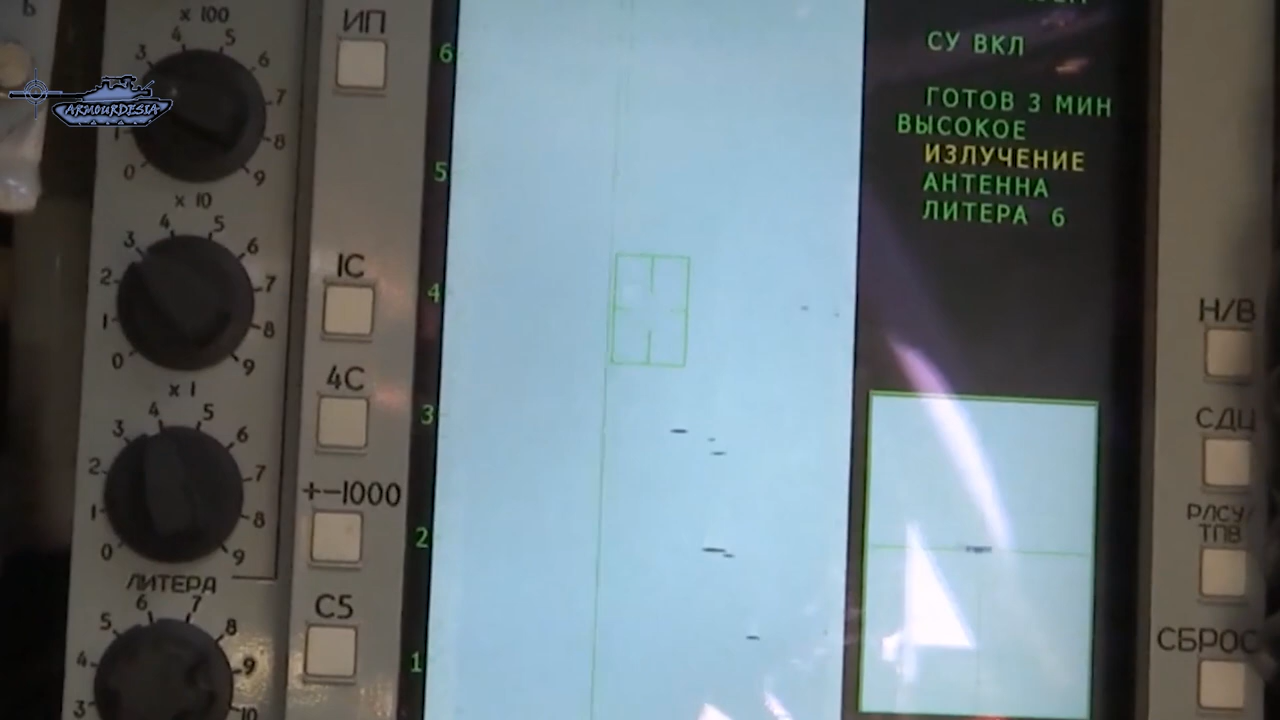 x 100
0 1 3 4 5 6 7 8 9
ARMOURDESIA
x 10
0 1 2 3 4 5 6 7 8 9
x 1
0 1 2 3 4 5 6 7 8 9
ЛИТЕРА
3 4 5 6 7 8 9 10
ИП
1С
4С
+-1000
С5
6
5
4
3
2
1
СУ ВКЛ
ГОТОВ 3 МИН
ВЫСОКОЕ
ИЗЛУЧЕНИЕ
АНТЕННА
ЛИТЕРА 6
Н/В
СДЦ
РЛСУ/
ТПВ
СБРОС